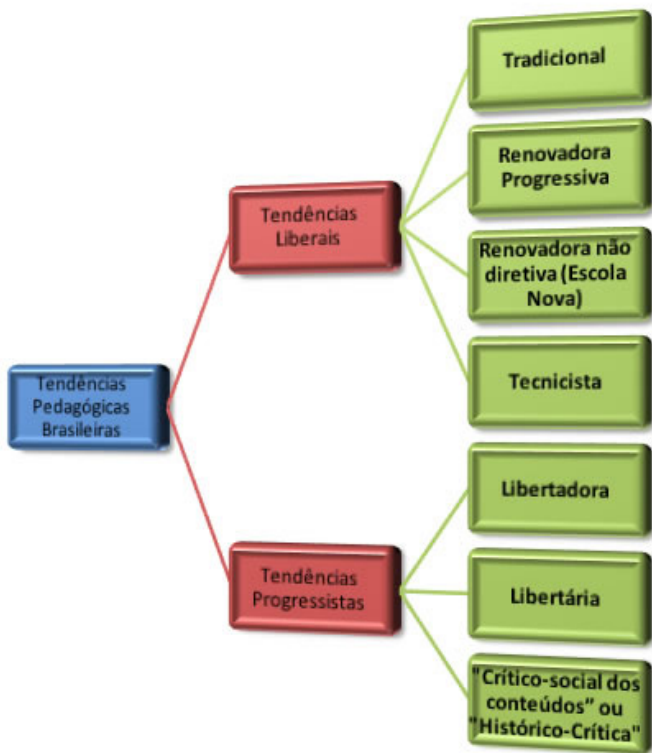 Tendências
Pedagógicas
Brasileiras
Tendências
Liberais
Tradicional
Renovadora
Progressiva
Renovadora não
diretiva (Escola
Nova)
Tecnicista
Tendências
Progressistas
Libertadora
Libertária
"Crítico-social dos
conteúdos” ou
"Histórico-Crítica"